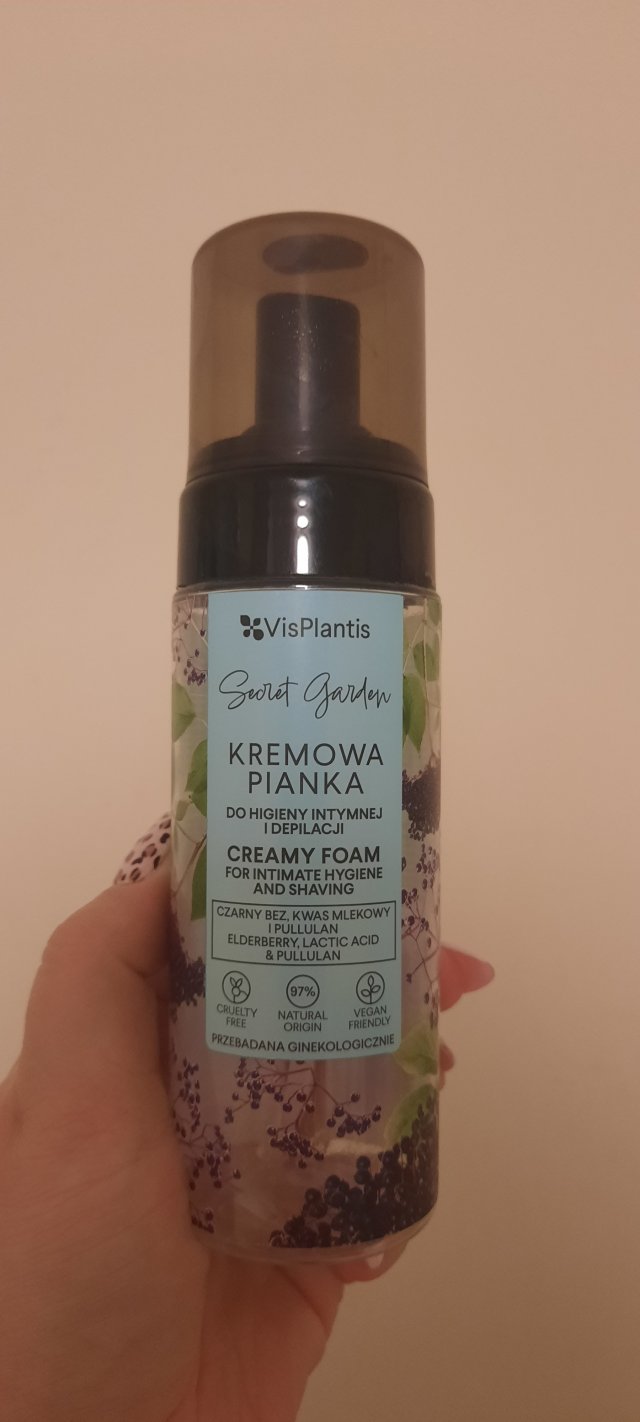 VisPlantis
Secret Garden
KREMOWA
PIANKA
DO HIGIENY INTYMNEJ
I DEPILACJI
CREAMY FOAM
FOR INTIMATE HYGIENE
AND SHAVING
CZARNY BEZ, KWAS MLEKOWY
I PULLULAN
ELDERBERRY, LACTIC ACID
& PULLULAN
CRUELTY
FREE
97%
NATURAL
ORIGIN
VEGAN
FRIENDLY
PRZEBADANA GINEKOLOGICZNIE